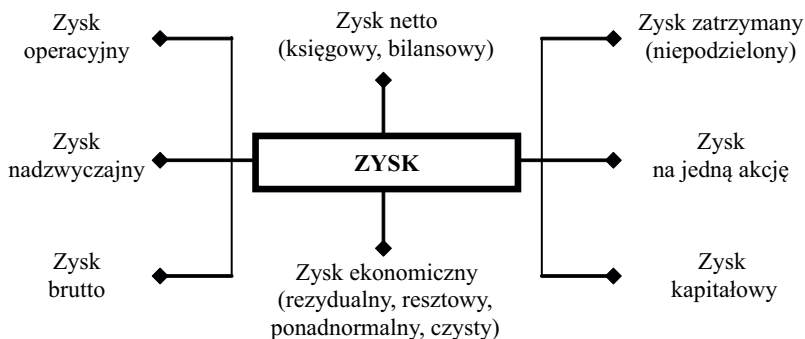 Zysk
operacyjny
Zysk netto
(księgowy, bilansowy)
Zysk zatrzymany
(niepodzielony)
Zysk
nadzwyczajny
ZYSK
Zysk
na jedną akcję
Zysk
brutto
Zysk ekonomiczny
(rezydualny, resztowy,
ponadnormalny, czysty)
Zysk
kapitałowy